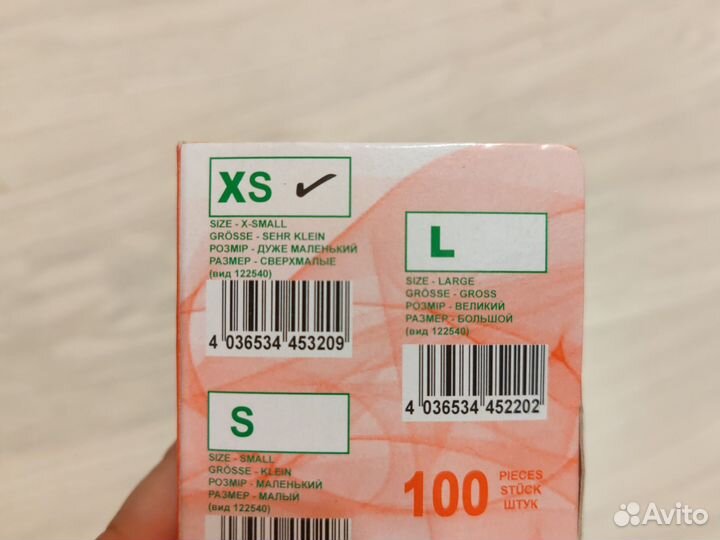 XS ✓
SIZE - X-SMALL
GRÖSSE - SEHR KLEIN
РОЗМІР - ДУЖЕ МАЛЕНЬКИЙ
РАЗМЕР - СВЕРХМАЛЫЕ
(вид 122540)
4 036534 453209
L
SIZE - LARGE
GRÖSSE - GROSS
РОЗМІР - ВЕЛИКИЙ
РАЗМЕР - БОЛЬШОЙ
(вид 122540)
4 036534 452202
S
SIZE - SMALL
GRÖSSE - KLEIN
РОЗМІР - МАЛЕНЬКИЙ
РАЗМЕР - МАЛЫЙ
(вид 122540)
100
PIECES
STÜCK
ШТУК
Avito